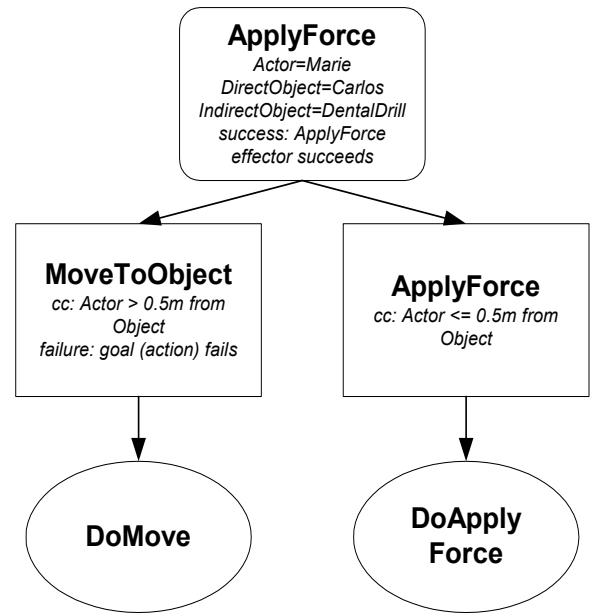 ApplyForce
Actor=Marie
DirectObject=Carlos
IndirectObject=DentalDrill
success: ApplyForce
effector succeeds
MoveToObject
cc: Actor > 0.5m from
Object
failure: goal (action) fails
ApplyForce
cc: Actor <= 0.5m from
Object
DoMove
DoApply
Force